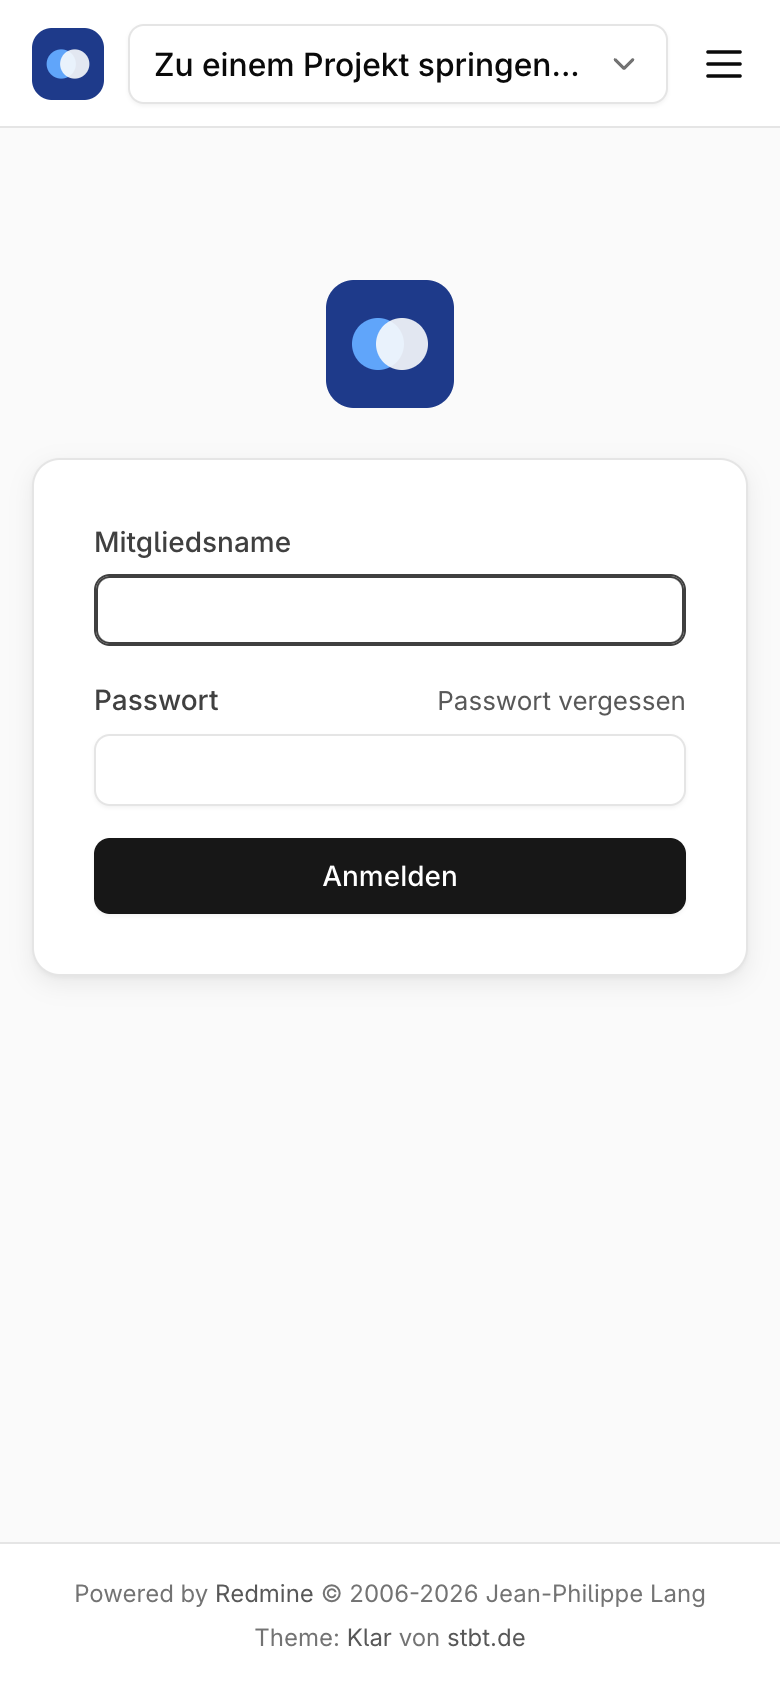 Zu einem Projekt springen...
Mitgliedsname
Passwort
Passwort vergessen
Anmelden
Powered by Redmine © 2006-2026 Jean-Philippe Lang
Theme: Klar von stbt.de